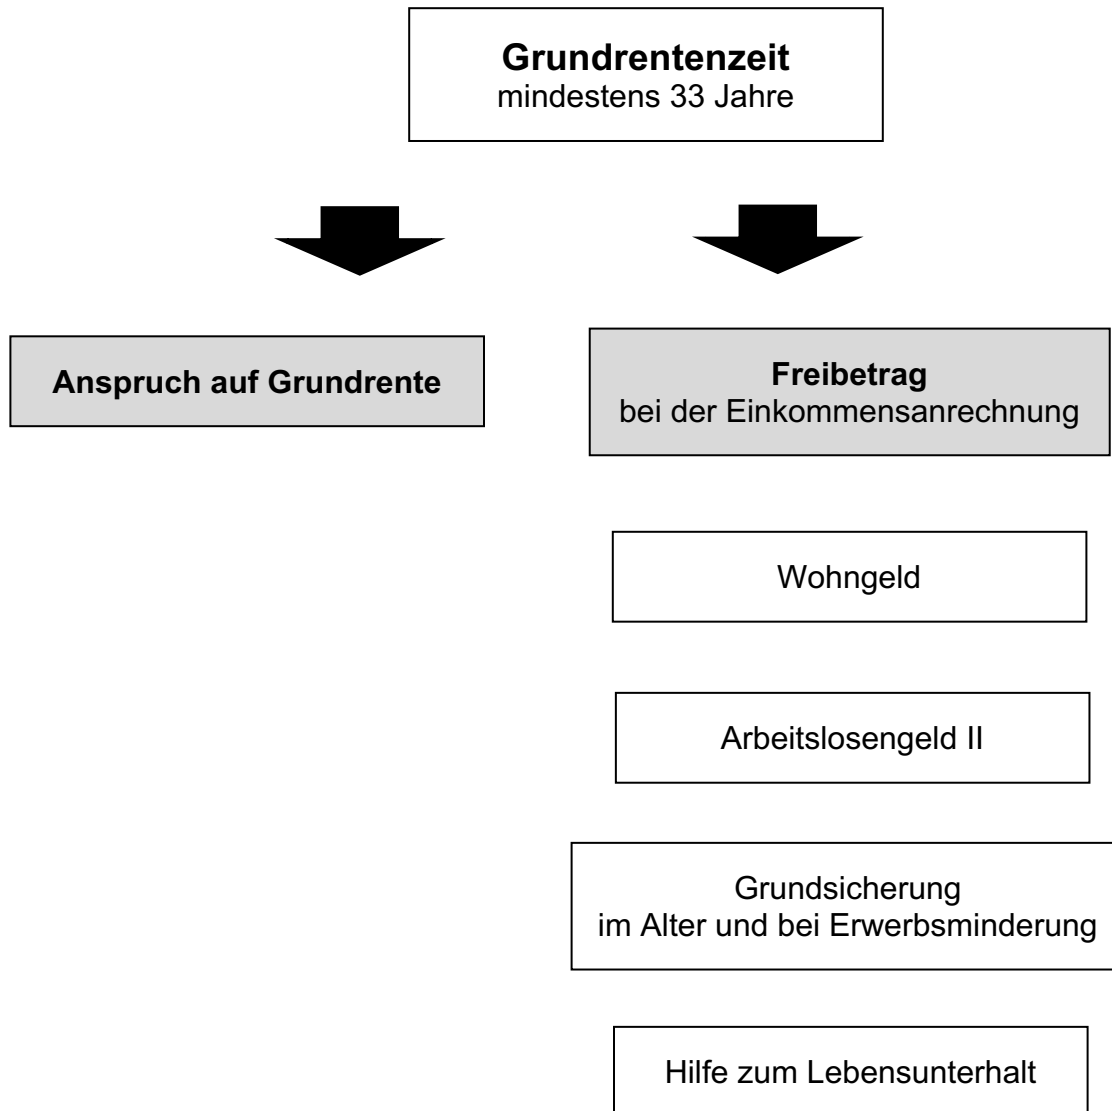 Grundrentenzeit
mindestens 33 Jahre
Anspruch auf Grundrente
Freibetrag
bei der Einkommensanrechnung
Wohngeld
Arbeitslosengeld II
Grundsicherung
im Alter und bei Erwerbsminderung
Hilfe zum Lebensunterhalt